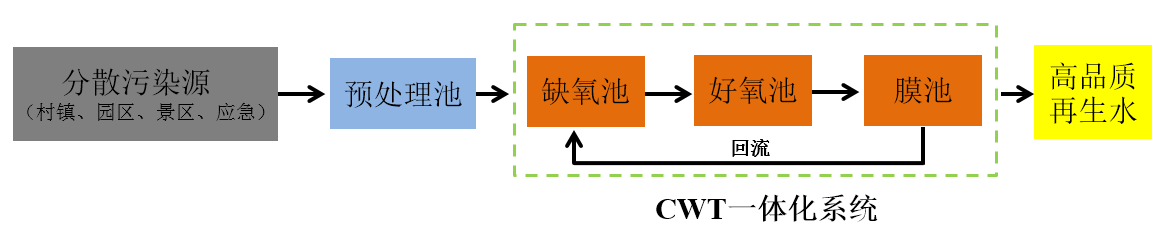 分散污染源
（村镇、园区、景区、应急）
预处理池
缺氧池
好氧池
膜池
回流
CWT一体化系统
高品质
再生水